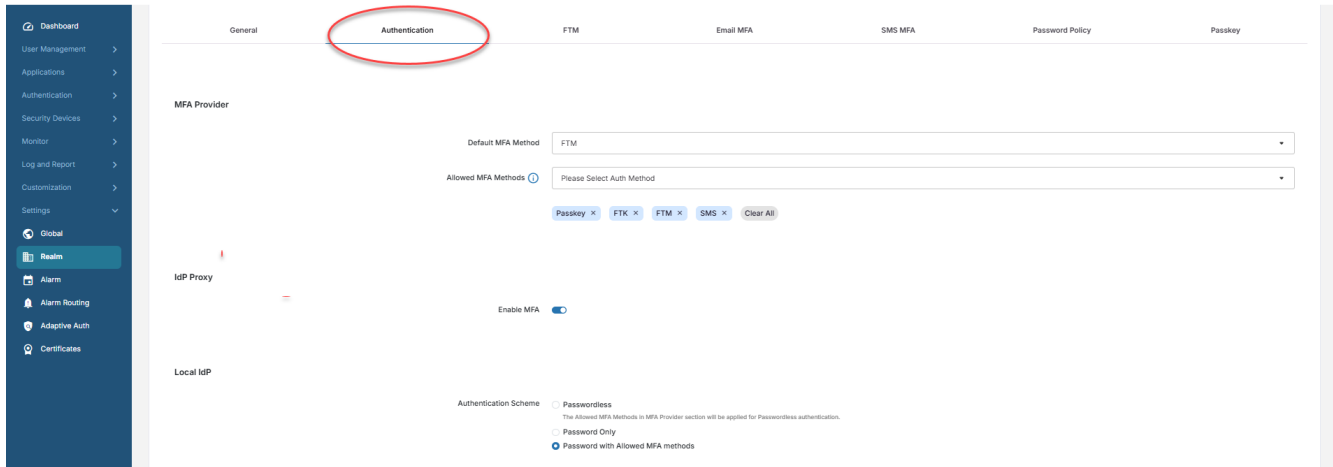 Dashboard
User Management
Applications
Authentication
Security Devices
Monitor
Log and Report
Customization
Settings
Global
Realm
Alarm
Alarm Routing
Adaptive Auth
Certificates
General Authentication FTM Email MFA SMS MFA Password Policy Passkey
MFA Provider
Default MFA Method FTM
Allowed MFA Methods Please Select Auth Method
Passkey × FTK × FTM × SMS × Clear All
IdP Proxy
Enable MFA
Local IdP
Authentication Scheme Passwordless
The Allowed MFA Methods in MFA Provider section will be applied for Passwordless authentication.
Password Only
Password with Allowed MFA methods